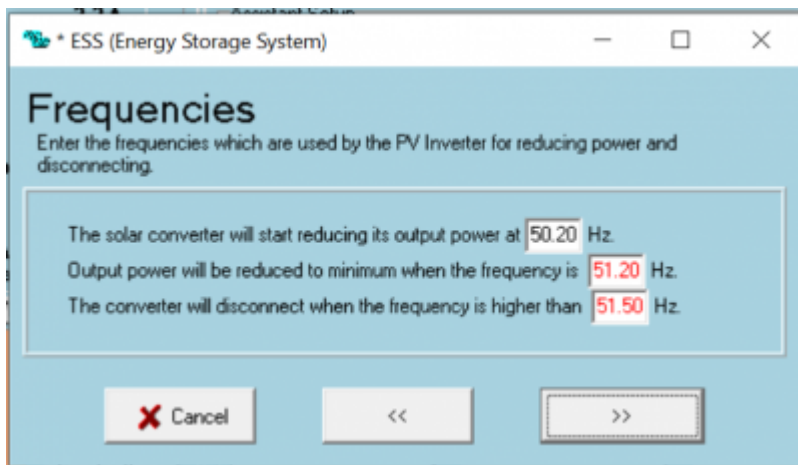 Assistant Setup
* ESS (Energy Storage System)
Frequencies
Enter the frequencies which are used by the PV Inverter for reducing power and
disconnecting.
The solar converter will start reducing its output power at 50.20 Hz.
Output power will be reduced to minimum when the frequency is 51.20 Hz.
The converter will disconnect when the frequency is higher than 51.50 Hz.
Cancel
<<
>>